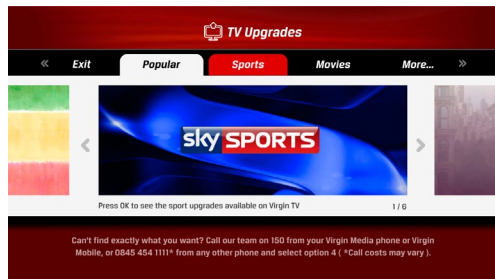 TV Upgrades
« Exit Popular Sports Movies More... »
sky SPORTS
Press OK to see the sport upgrades available on Virgin TV 1 / 6
Can't find exactly what you want? Call our team on 150 from your Virgin Media phone or Virgin
Mobile, or 0845 454 1111* from any other phone and select option 4 ( *Call costs may vary ).